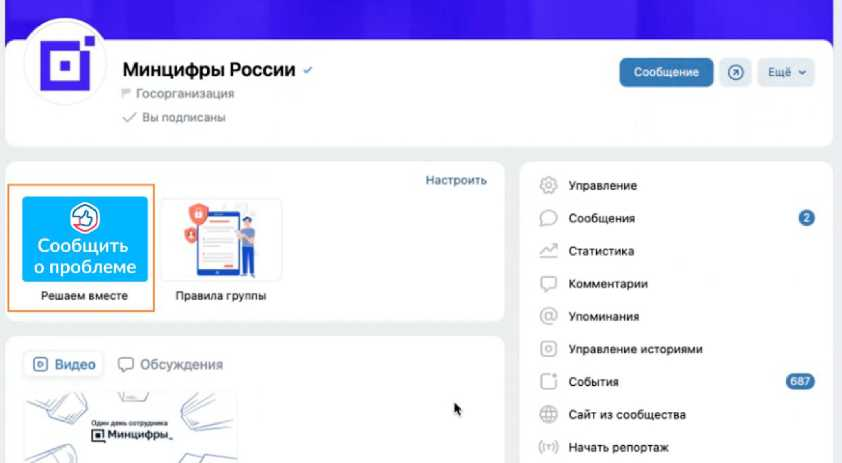 Минцифры России
Сообщение
Ещё
Госорганизация
Вы подписаны
Настроить
Сообщить
о проблеме
Решаем вместе
Правила группы
Видео
Обсуждения
Один день сотрудника
Минцифры_
Управление
Сообщения 2
Статистика
Комментарии
Упоминания
Управление историями
События 687
Сайт из сообщества
Начать репортаж